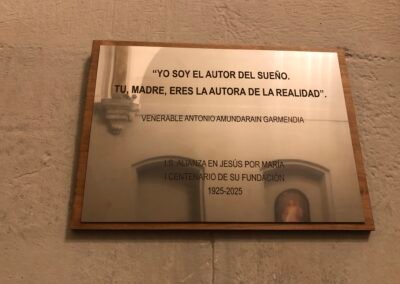 “YO SOY EL AUTOR DEL SUEÑO.
TU, MADRE, ERES LA AUTORA DE LA REALIDAD”.
VENERABLE ANTONIO AMUNDARAIN GARMENDIA
I.S. ALIANZA EN JESÚS POR MARÍA
I CENTENARIO DE SU FUNDACIÓN
1925-2025